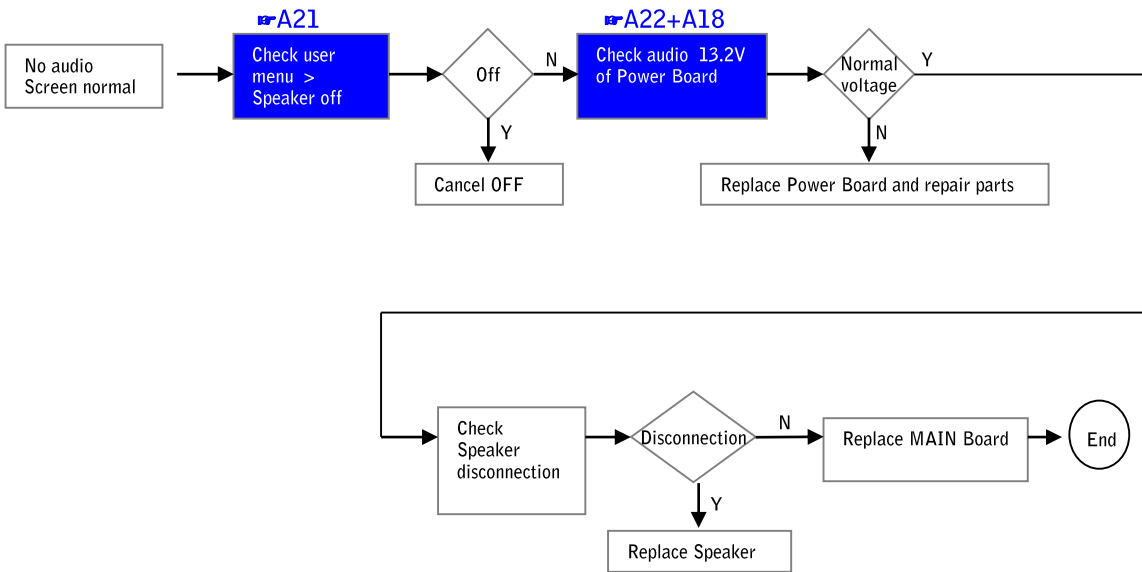 ☛A21
☛A22+A18
No audio
Screen normal
Check user
menu >
Speaker off
Off
N
Y
Cancel OFF
Check audio 13.2V
of Power Board
Normal
voltage
Y
N
Replace Power Board and repair parts
Check
Speaker
disconnection
Disconnection
N
Y
Replace Speaker
Replace MAIN Board
End